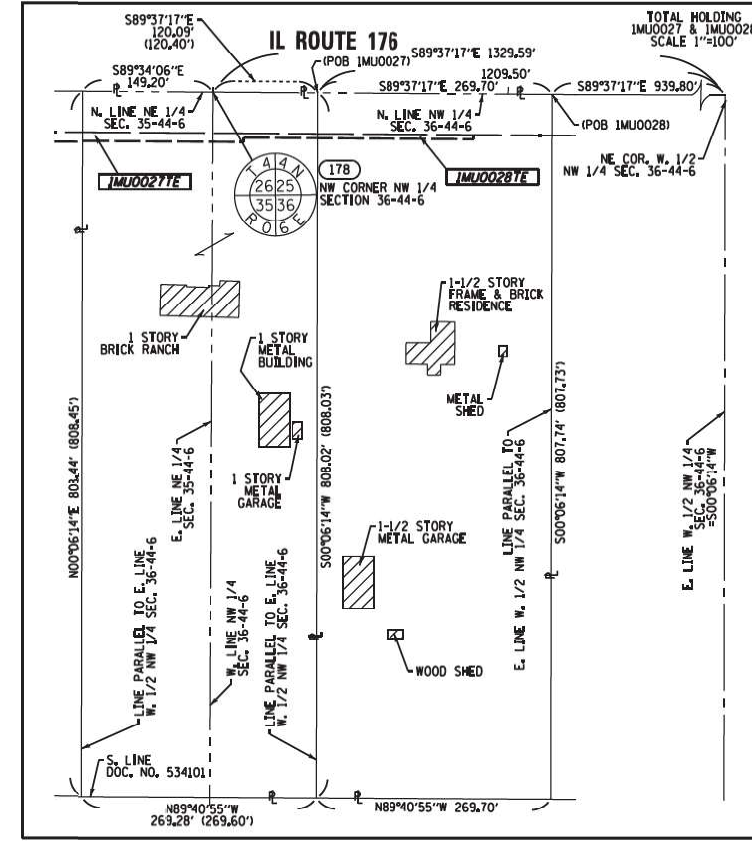 S89°37'17"E
120.09'
(120.40')
IL ROUTE 176
(POB 1MU0027)
S89°37'17"E 1329.59'
TOTAL HOLDING
1MU0027 & 1MU0028
SCALE 1"=100'
S89°34'06"E
149.20'
1209.50'
S89°37'17"E 269.70'
S89°37'17"E 939.80'
N. LINE NE 1/4
SEC. 35-44-6
N. LINE NW 1/4
SEC. 36-44-6
(POB 1MU0028)
NE COR. W. 1/2
NW 1/4 SEC. 36-44-6
1MU0027TE
T44N
26 25
35 36
R06E
178
NW CORNER NW 1/4
SECTION 36-44-6
1MU0028TE
1 STORY
BRICK RANCH
1 STORY
METAL
BUILDING
1-1/2 STORY
FRAME & BRICK
RESIDENCE
METAL
SHED
1 STORY
METAL
GARAGE
1-1/2 STORY
METAL GARAGE
WOOD SHED
N00°06'14"E 808.44' (808.45')
E. LINE NE 1/4
SEC. 35-44-6
S00°06'14"W 808.02' (808.03')
LINE PARALLEL TO
E. LINE W. 1/2 NW 1/4 SEC. 36-44-6
S00°06'14"W 807.74' (807.73')
E. LINE W. 1/2 NW 1/4
SEC. 36-44-6
=S00°06'14"W
LINE PARALLEL TO E. LINE
W. 1/2 NW 1/4 SEC. 36-44-6
W. LINE NW 1/4
SEC. 36-44-6
LINE PARALLEL TO E. LINE
W. 1/2 NW 1/4 SEC. 36-44-6
S. LINE
DOC. NO. 534101
N89°40'55"W
269.28' (269.60')
N89°40'55"W 269.70'